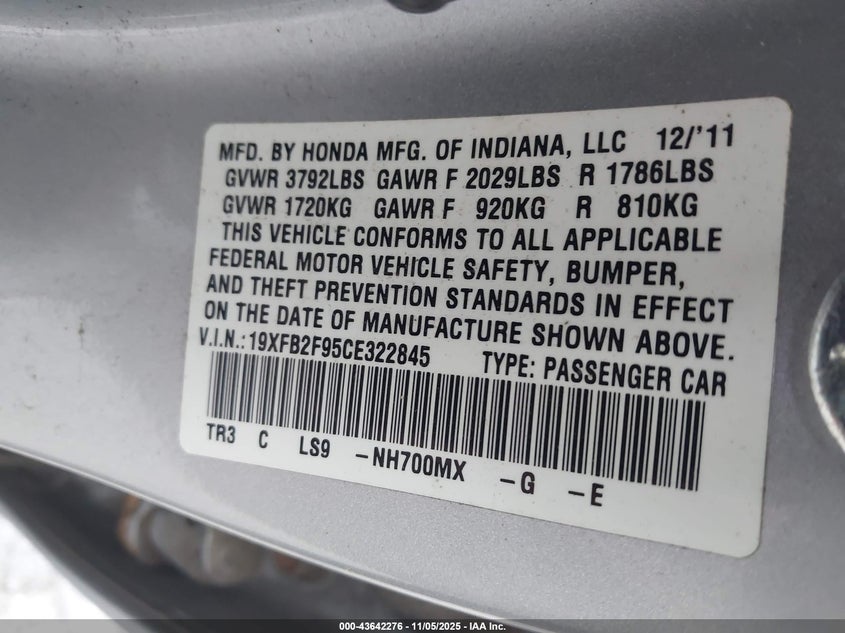 MFD. BY HONDA MFG. OF INDIANA, LLC 12/'11
GVWR 3792LBS GAWR F 2029LBS R 1786LBS
GVWR 1720KG GAWR F 920KG R 810KG
THIS VEHICLE CONFORMS TO ALL APPLICABLE
FEDERAL MOTOR VEHICLE SAFETY, BUMPER,
AND THEFT PREVENTION STANDARDS IN EFFECT
ON THE DATE OF MANUFACTURE SHOWN ABOVE.
V.I.N.:19XFB2F95CE322845 TYPE: PASSENGER CAR
TR3 C LS9 -NH700MX -G -E
000-43642276 | 11/05/2025 - IAA Inc.